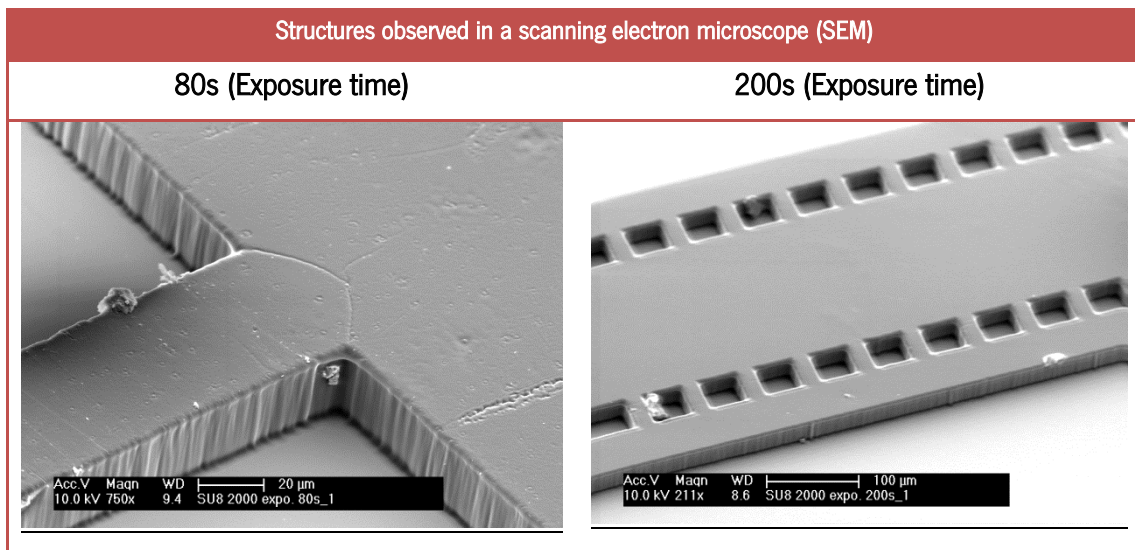 Structures observed in a scanning electron microscope (SEM)
80s (Exposure time)
200s (Exposure time)
Acc.V Magn WD 20 µm
10.0 kV 750x 9.4 SU8 2000 expo. 80s_1
Acc.V Magn WD 100 µm
10.0 kV 211x 8.6 SU8 2000 expo. 200s_1